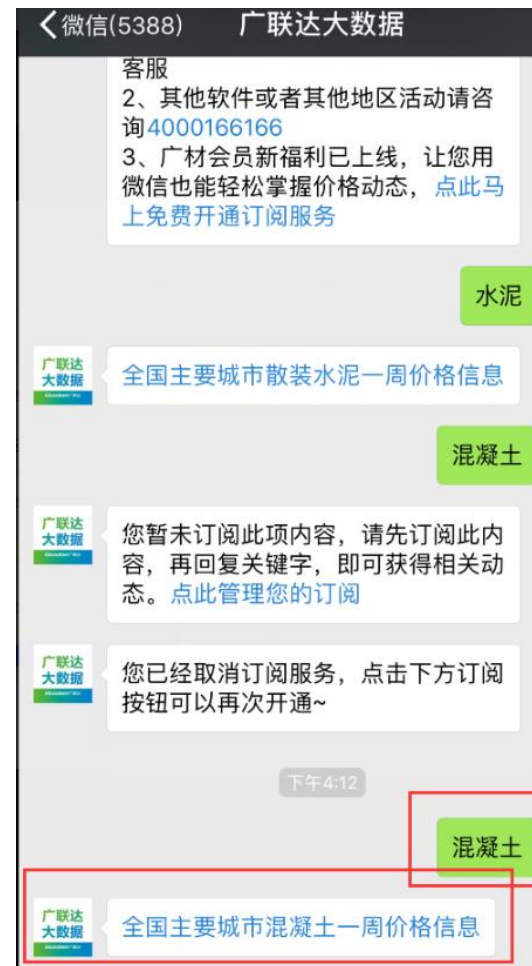 微信(5388) 广联达大数据
客服
2、其他软件或者其他地区活动请咨
询4000166166
3、广材会员新福利已上线，让您用
微信也能轻松掌握价格动态，点此马
上免费开通订阅服务
水泥
广联达
大数据
全国主要城市散装水泥一周价格信息
混凝土
广联达
大数据
您暂未订阅此项内容，请先订阅此内
容，再回复关键字，即可获得相关动
态。点此管理您的订阅
广联达
大数据
您已经取消订阅服务，点击下方订阅
按钮可以再次开通~
下午4:12
混凝土
广联达
大数据
全国主要城市混凝土一周价格信息